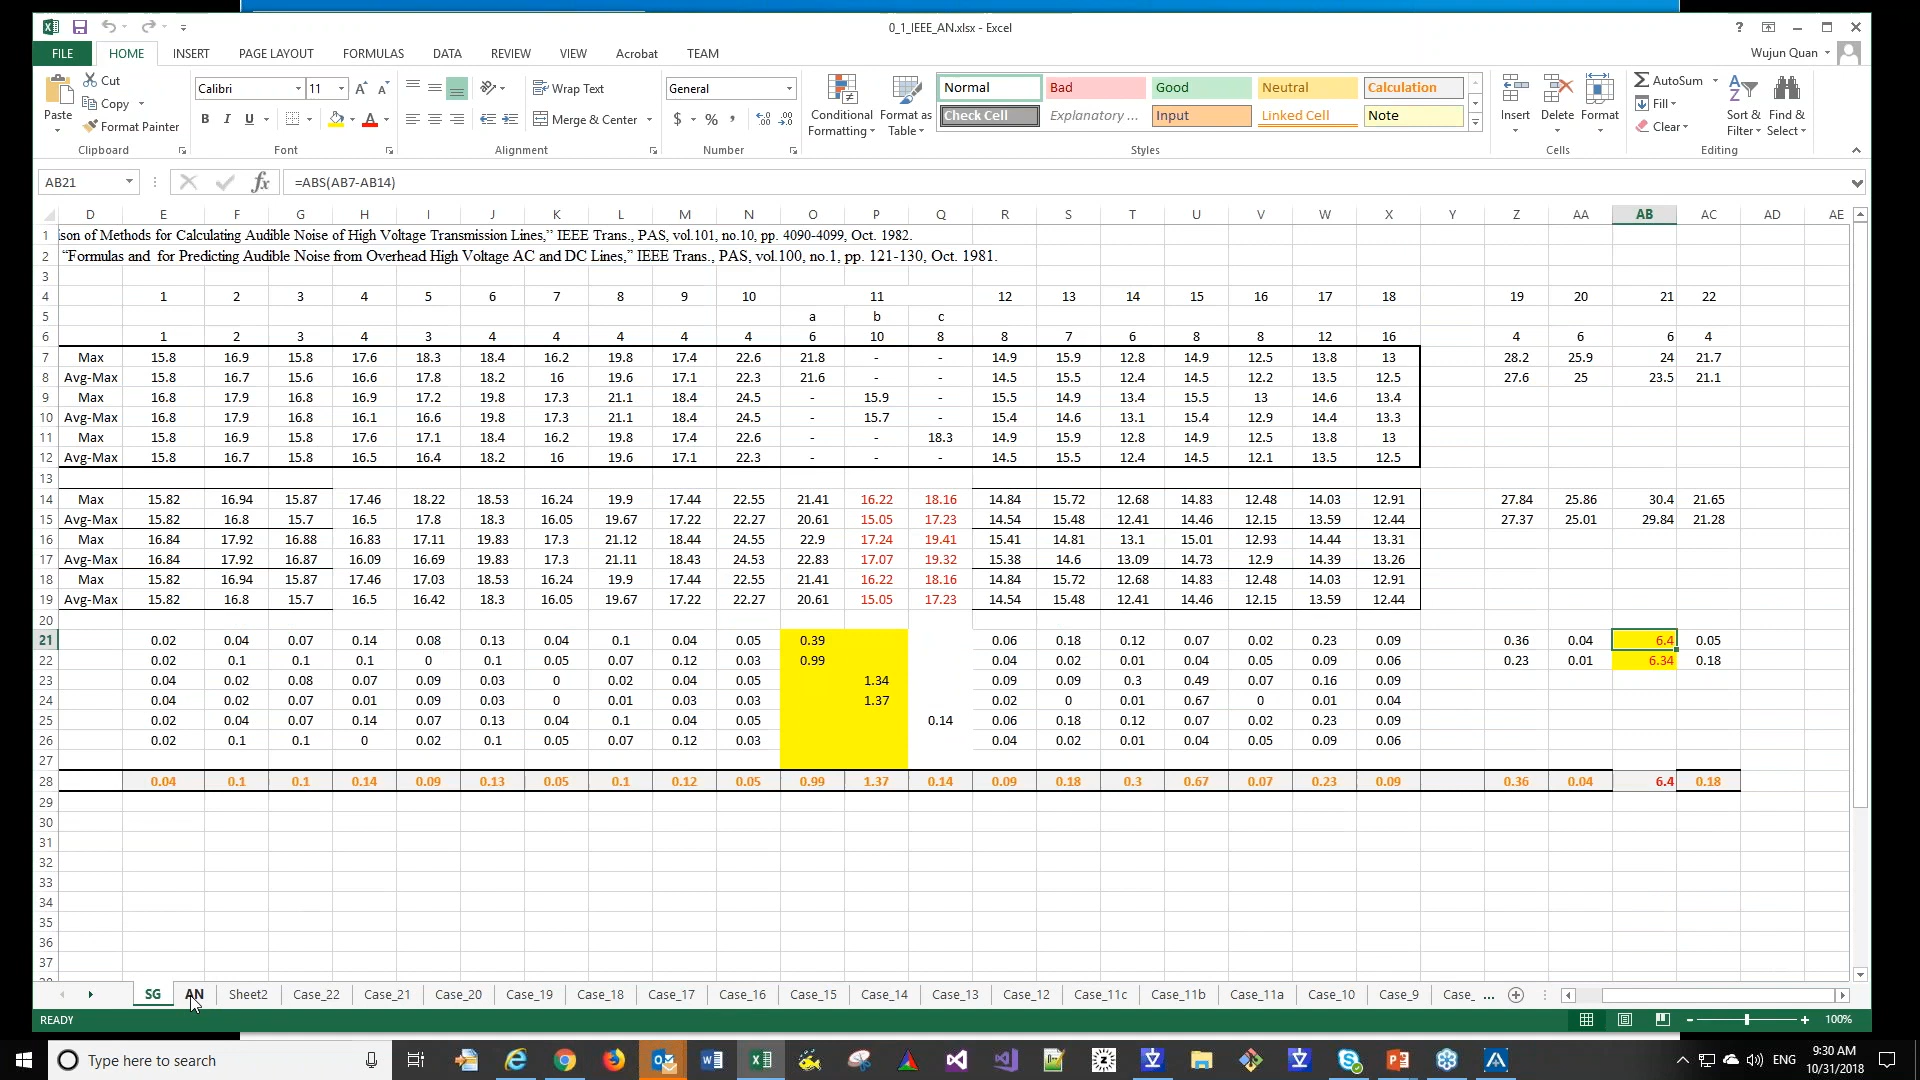 0_1_IEEE_AN.xlsx - Excel
FILE HOME INSERT PAGE LAYOUT FORMULAS DATA REVIEW VIEW Acrobat TEAM Wujun Quan
Paste Cut Copy Format Painter Clipboard
Calibri 11 B I U A Font
Wrap Text Merge & Center Alignment
General $ % , Number
Conditional Formatting Format as Table
Normal Bad Good Neutral Calculation
Check Cell Explanatory ... Input Linked Cell Note
Styles
Insert Delete Format Cells
AutoSum Fill Clear Sort & Filter Find & Select Editing
AB21 fx =ABS(AB7-AB14)
D E F G H I J K L M N O P Q R S T U V W X Y Z AA AB AC AD AE
1 ison of Methods for Calculating Audible Noise of High Voltage Transmission Lines,” IEEE Trans., PAS, vol.101, no.10, pp. 4090-4099, Oct. 1982.
2 “Formulas and for Predicting Audible Noise from Overhead High Voltage AC and DC Lines,” IEEE Trans., PAS, vol.100, no.1, pp. 121-130, Oct. 1981.
3
4 1 2 3 4 5 6 7 8 9 10 11 12 13 14 15 16 17 18 19 20 21 22
5 a b c
6 1 2 3 4 3 4 4 4 4 4 6 10 8 8 7 6 8 8 12 16 4 6 6 4
7 Max 15.8 16.9 15.8 17.6 18.3 18.4 16.2 19.8 17.4 22.6 21.8 - - 14.9 15.9 12.8 14.9 12.5 13.8 13 28.2 25.9 24 21.7
8 Avg-Max 15.8 16.7 15.6 16.6 17.8 18.2 16 19.6 17.1 22.3 21.6 - - 14.5 15.5 12.4 14.5 12.2 13.5 12.5 27.6 25 23.5 21.1
9 Max 16.8 17.9 16.8 16.9 17.2 19.8 17.3 21.1 18.4 24.5 - 15.9 - 15.5 14.9 13.4 15.5 13 14.6 13.4
10 Avg-Max 16.8 17.9 16.8 16.1 16.6 19.8 17.3 21.1 18.4 24.5 - 15.7 - 15.4 14.6 13.1 15.4 12.9 14.4 13.3
11 Max 15.8 16.9 15.8 17.6 17.1 18.4 16.2 19.8 17.4 22.6 - - 18.3 14.9 15.9 12.8 14.9 12.5 13.8 13
12 Avg-Max 15.8 16.7 15.8 16.5 16.4 18.2 16 19.6 17.1 22.3 - - - 14.5 15.5 12.4 14.5 12.1 13.5 12.5
13
14 Max 15.82 16.94 15.87 17.46 18.22 18.53 16.24 19.9 17.44 22.55 21.41 16.22 18.16 14.84 15.72 12.68 14.83 12.48 14.03 12.91 27.84 25.86 30.4 21.65
15 Avg-Max 15.82 16.8 15.7 16.5 17.8 18.3 16.05 19.67 17.22 22.27 20.61 15.05 17.23 14.54 15.48 12.41 14.46 12.15 13.59 12.44 27.37 25.01 29.84 21.28
16 Max 16.84 17.92 16.88 16.83 17.11 19.83 17.3 21.12 18.44 24.55 22.9 17.24 19.41 15.41 14.81 13.1 15.01 12.93 14.44 13.31
17 Avg-Max 16.84 17.92 16.87 16.09 16.69 19.83 17.3 21.11 18.43 24.53 22.83 17.07 19.32 15.38 14.6 13.09 14.73 12.9 14.39 13.26
18 Max 15.82 16.94 15.87 17.46 17.03 18.53 16.24 19.9 17.44 22.55 21.41 16.22 18.16 14.84 15.72 12.68 14.83 12.48 14.03 12.91
19 Avg-Max 15.82 16.8 15.7 16.5 16.42 18.3 16.05 19.67 17.22 22.27 20.61 15.05 17.23 14.54 15.48 12.41 14.46 12.15 13.59 12.44
20
21 0.02 0.04 0.07 0.14 0.08 0.13 0.04 0.1 0.04 0.05 0.39 0.06 0.18 0.12 0.07 0.02 0.23 0.09 0.36 0.04 6.4 0.05
22 0.02 0.1 0.1 0.1 0 0.1 0.05 0.07 0.12 0.03 0.99 0.04 0.02 0.01 0.04 0.05 0.09 0.06 0.23 0.01 6.34 0.18
23 0.04 0.02 0.08 0.07 0.09 0.03 0 0.02 0.04 0.05 1.34 0.09 0.09 0.3 0.49 0.07 0.16 0.09
24 0.04 0.02 0.07 0.01 0.09 0.03 0 0.01 0.03 0.03 1.37 0.02 0 0.01 0.67 0 0.01 0.04
25 0.02 0.04 0.07 0.14 0.07 0.13 0.04 0.1 0.04 0.05 0.14 0.06 0.18 0.12 0.07 0.02 0.23 0.09
26 0.02 0.1 0.1 0 0.02 0.1 0.05 0.07 0.12 0.03 0.04 0.02 0.01 0.04 0.05 0.09 0.06
27
28 0.04 0.1 0.1 0.14 0.09 0.13 0.05 0.1 0.12 0.05 0.99 1.37 0.14 0.09 0.18 0.3 0.67 0.07 0.23 0.09 0.36 0.04 6.4 0.18
29
30
31
32
33
34
35
36
37
SG AN Sheet2 Case_22 Case_21 Case_20 Case_19 Case_18 Case_17 Case_16 Case_15 Case_14 Case_13 Case_12 Case_11c Case_11b Case_11a Case_10 Case_9 Case_ ...
READY 100%
Type here to search ENG 9:30 AM
10/31/2018